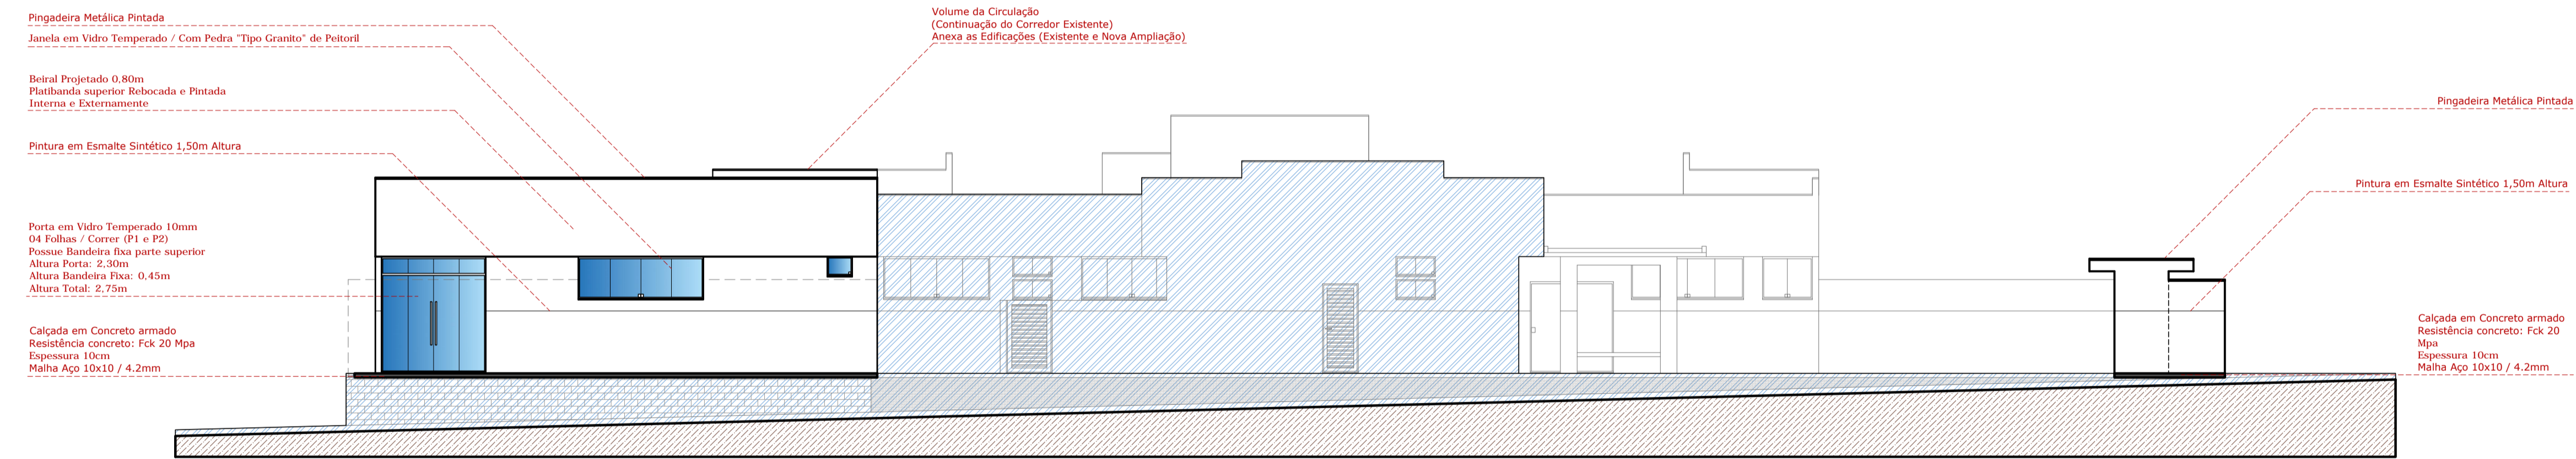 Pingadeira Metálica Pintada
Janela em Vidro Temperado / Com Pedra "Tipo Granito" de Peitoril
Beiral Projetado 0,80m
Platibanda superior Rebocada e Pintada
Interna e Externamente
Pintura em Esmalte Sintético 1,50m Altura
Porta em Vidro Temperado 10mm
04 Folhas / Correr (P1 e P2)
Possue Bandeira fixa parte superior
Altura Porta: 2,30m
Altura Bandeira Fixa: 0,45m
Altura Total: 2,75m
Calçada em Concreto armado
Resistência concreto: Fck 20 Mpa
Espessura 10cm
Malha Aço 10x10 / 4.2mm
Volume da Circulação
(Continuação do Corredor Existente)
Anexa as Edificações (Existente e Nova Ampliação)
Pingadeira Metálica Pintada
Pintura em Esmalte Sintético 1,50m Altura
Calçada em Concreto armado
Resistência concreto: Fck 20
Mpa
Espessura 10cm
Malha Aço 10x10 / 4.2mm